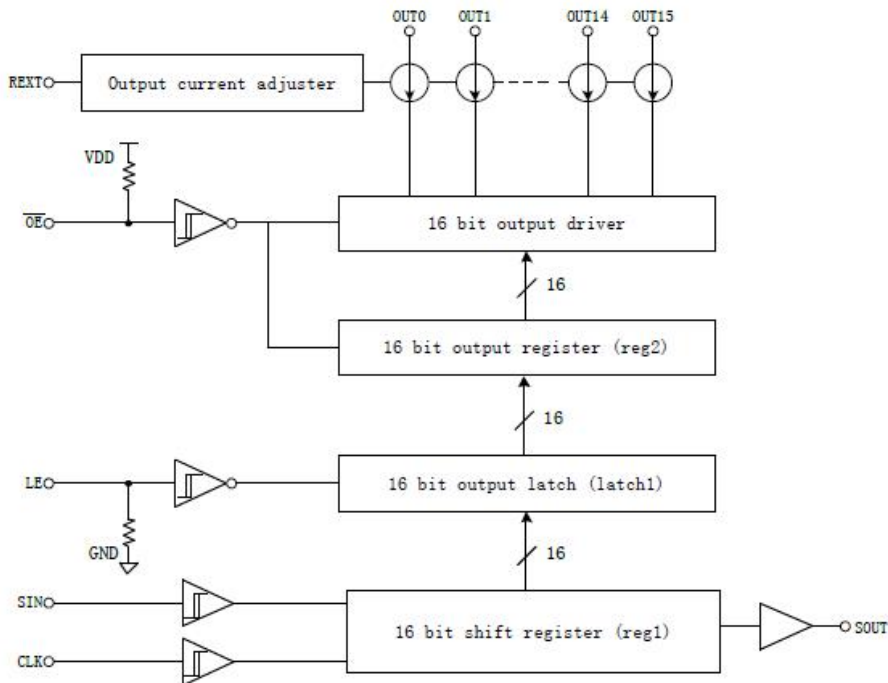 OUT0 OUT1 OUT14 OUT15
REXT Output current adjuster
VDD
OE 16 bit output driver
16
16 bit output register (reg2)
16
LE 16 bit output latch (latch1)
GND
16
SIN
16 bit shift register (reg1) SOUT
CLK